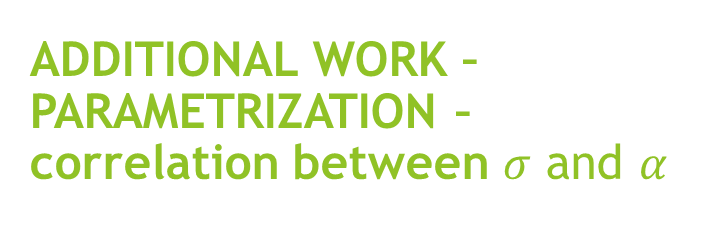 ADDITIONAL WORK –
PARAMETRIZATION –
correlation between 𝜎 and 𝛼